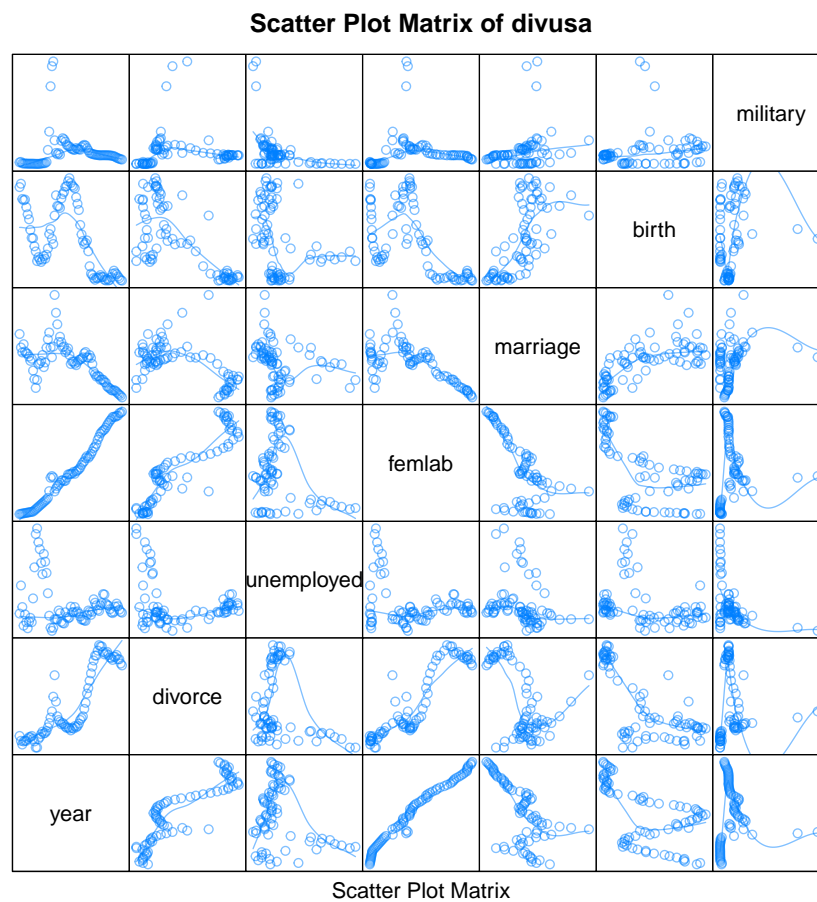 Scatter Plot Matrix of divusa
military
birth
marriage
femlab
unemployed
divorce
year
Scatter Plot Matrix